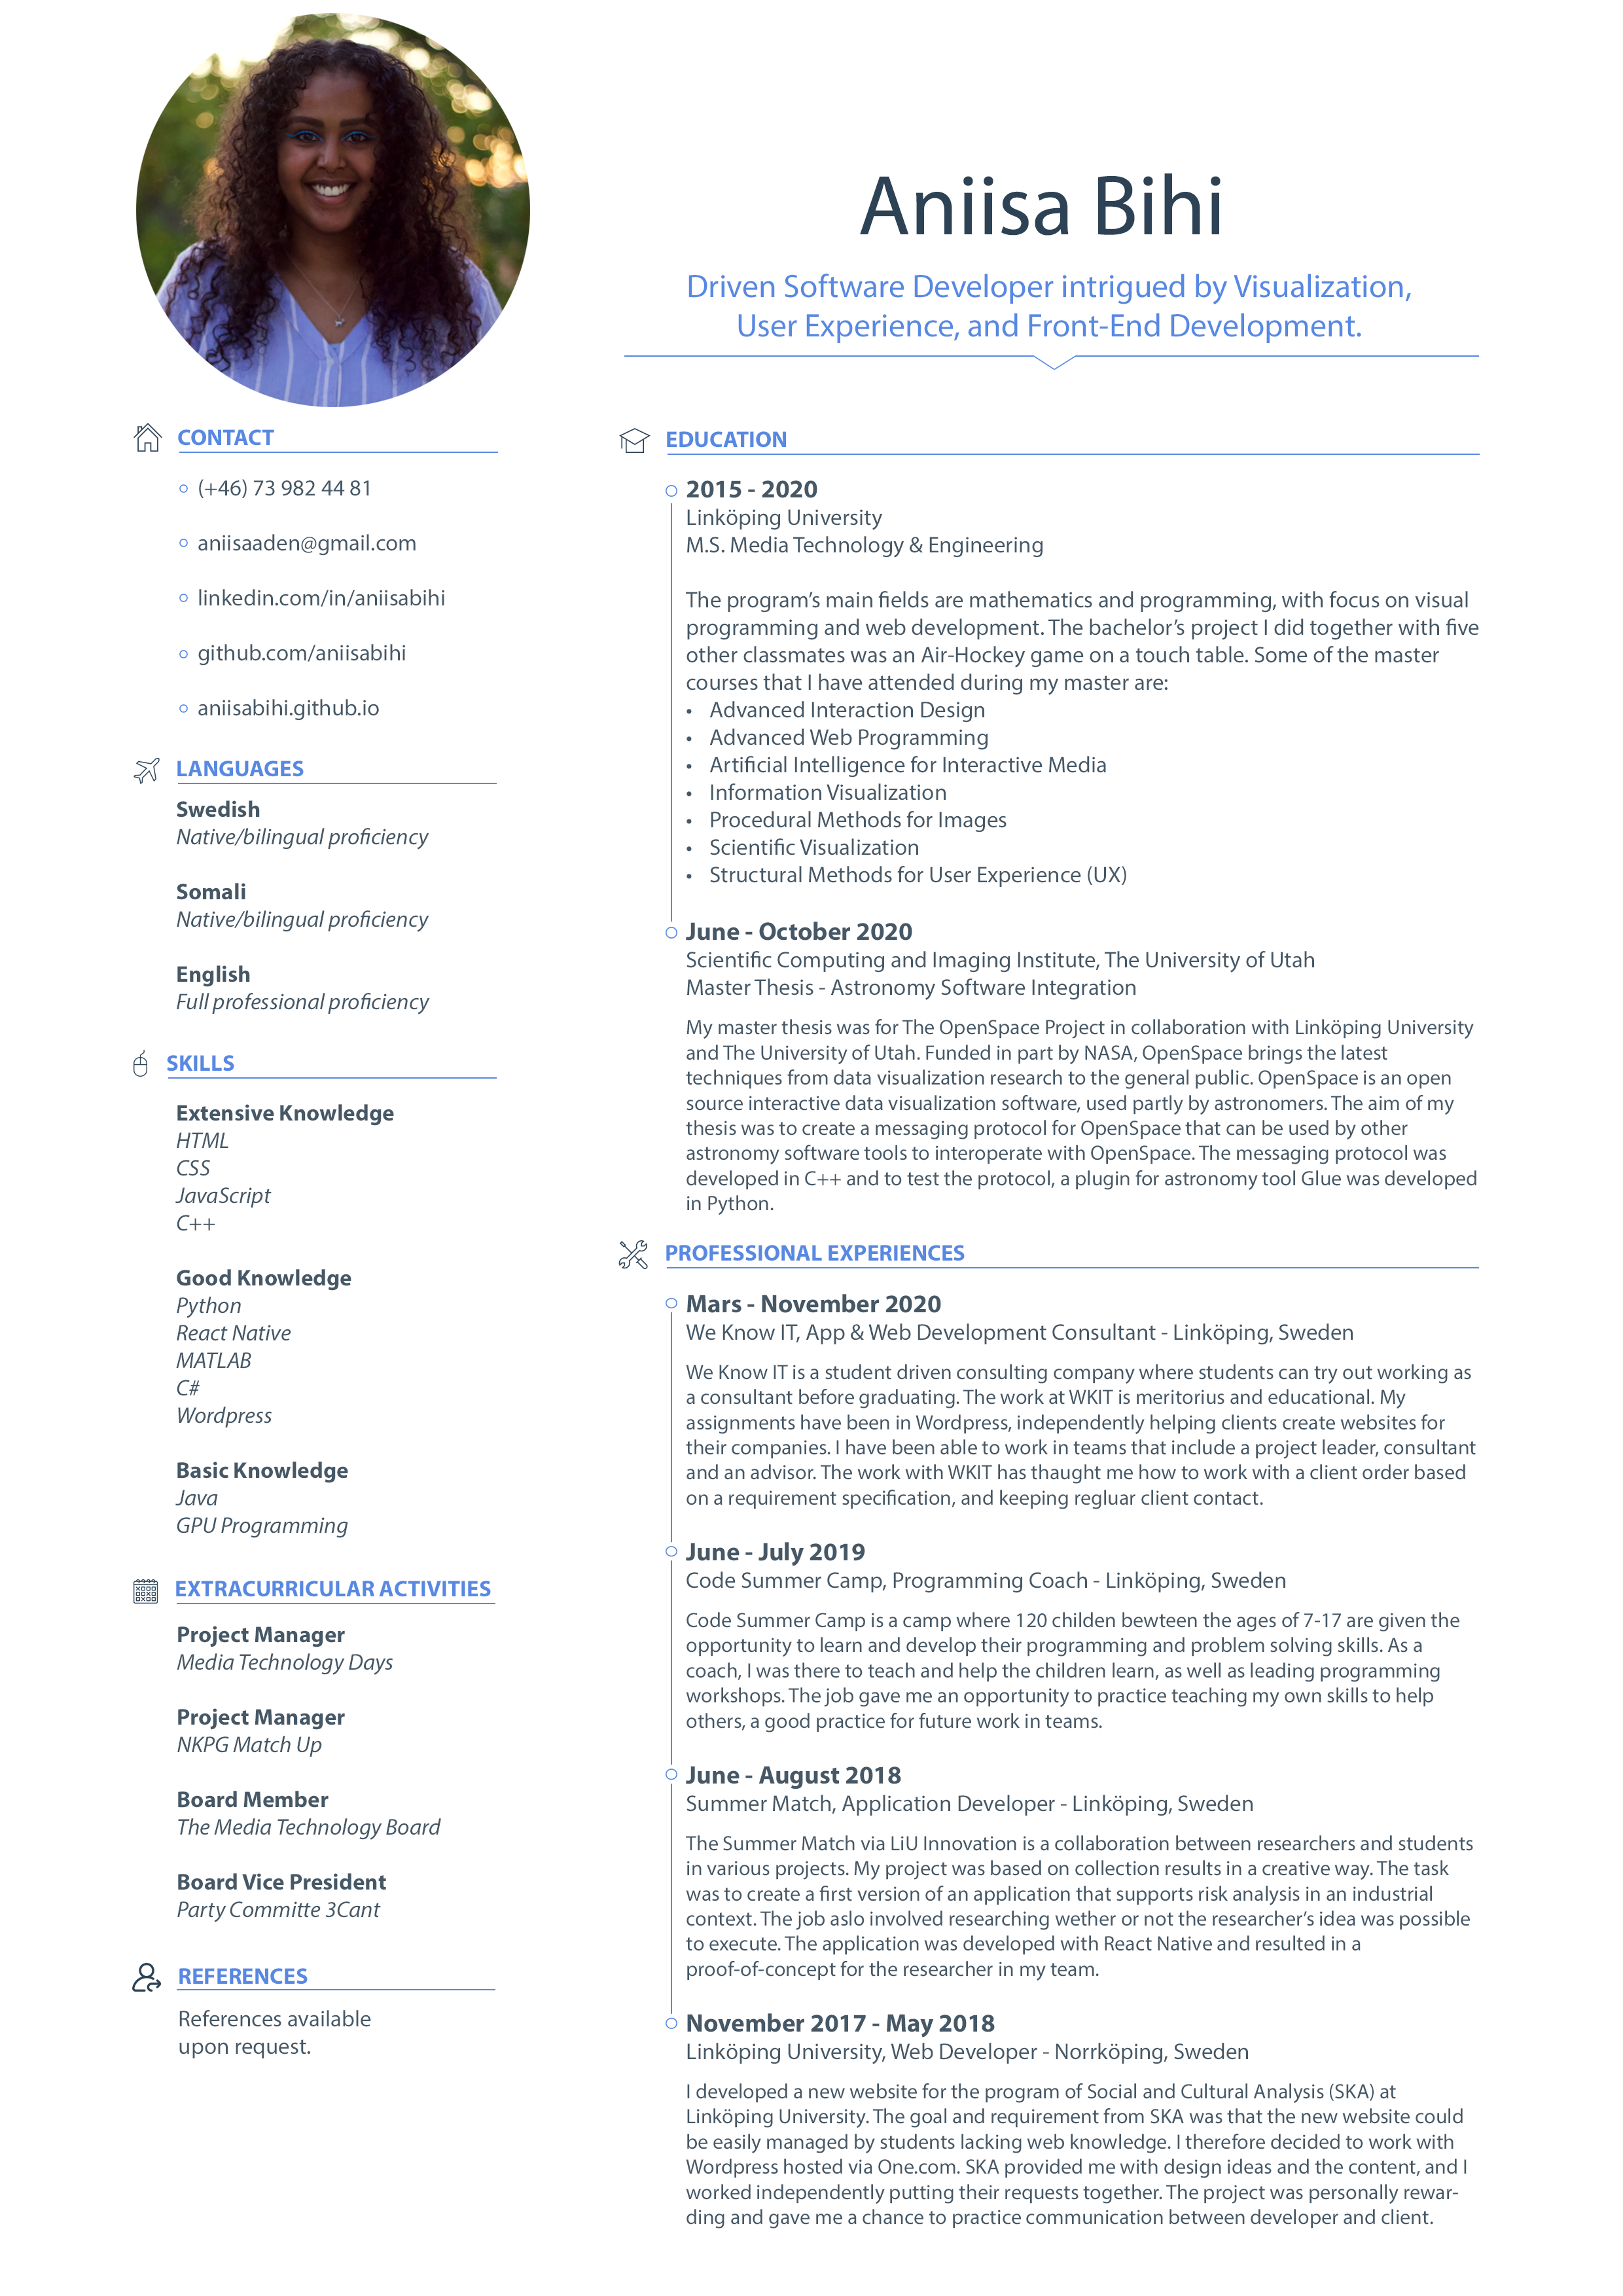 Aniisa Bihi
Driven Software Developer intrigued by Visualization,
User Experience, and Front-End Development.
CONTACT
(+46) 73 982 44 81
aniisaaden@gmail.com
linkedin.com/in/aniisabihi
github.com/aniisabihi
aniisabihi.github.io
LANGUAGES
Swedish
Native/bilingual proficiency
Somali
Native/bilingual proficiency
English
Full professional proficiency
SKILLS
Extensive Knowledge
HTML
CSS
JavaScript
C++
Good Knowledge
Python
React Native
MATLAB
C#
Wordpress
Basic Knowledge
Java
GPU Programming
EXTRACURRICULAR ACTIVITIES
Project Manager
Media Technology Days
Project Manager
NKPG Match Up
Board Member
The Media Technology Board
Board Vice President
Party Committe 3Cant
REFERENCES
References available
upon request.
EDUCATION
2015 - 2020
Linköping University
M.S. Media Technology & Engineering
The program's main fields are mathematics and programming, with focus on visual
programming and web development. The bachelor's project I did together with five
other classmates was an Air-Hockey game on a touch table. Some of the master
courses that I have attended during my master are:
• Advanced Interaction Design
• Advanced Web Programming
• Artificial Intelligence for Interactive Media
• Information Visualization
• Procedural Methods for Images
• Scientific Visualization
• Structural Methods for User Experience (UX)
June - October 2020
Scientific Computing and Imaging Institute, The University of Utah
Master Thesis - Astronomy Software Integration
My master thesis was for The OpenSpace Project in collaboration with Linköping University
and The University of Utah. Funded in part by NASA, OpenSpace brings the latest
techniques from data visualization research to the general public. OpenSpace is an open
source interactive data visualization software, used partly by astronomers. The aim of my
thesis was to create a messaging protocol for OpenSpace that can be used by other
astronomy software tools to interoperate with OpenSpace. The messaging protocol was
developed in C++ and to test the protocol, a plugin for astronomy tool Glue was developed
in Python.
PROFESSIONAL EXPERIENCES
Mars - November 2020
We Know IT, App & Web Development Consultant - Linköping, Sweden
We Know IT is a student driven consulting company where students can try out working as
a consultant before graduating. The work at WKIT is meritorius and educational. My
assignments have been in Wordpress, independently helping clients create websites for
their companies. I have been able to work in teams that include a project leader, consultant
and an advisor. The work with WKIT has thaught me how to work with a client order based
on a requirement specification, and keeping regluar client contact.
June - July 2019
Code Summer Camp, Programming Coach - Linköping, Sweden
Code Summer Camp is a camp where 120 childen bewteen the ages of 7-17 are given the
opportunity to learn and develop their programming and problem solving skills. As a
coach, I was there to teach and help the children learn, as well as leading programming
workshops. The job gave me an opportunity to practice teaching my own skills to help
others, a good practice for future work in teams.
June - August 2018
Summer Match, Application Developer - Linköping, Sweden
The Summer Match via LiU Innovation is a collaboration between researchers and students
in various projects. My project was based on collection results in a creative way. The task
was to create a first version of an application that supports risk analysis in an industrial
context. The job aslo involved researching wether or not the researcher's idea was possible
to execute. The application was developed with React Native and resulted in a
proof-of-concept for the researcher in my team.
November 2017 - May 2018
Linköping University, Web Developer - Norrköping, Sweden
I developed a new website for the program of Social and Cultural Analysis (SKA) at
Linköping University. The goal and requirement from SKA was that the new website could
be easily managed by students lacking web knowledge. I therefore decided to work with
Wordpress hosted via One.com. SKA provided me with design ideas and the content, and I
worked independently putting their requests together. The project was personally rewar-
ding and gave me a chance to practice communication between developer and client.